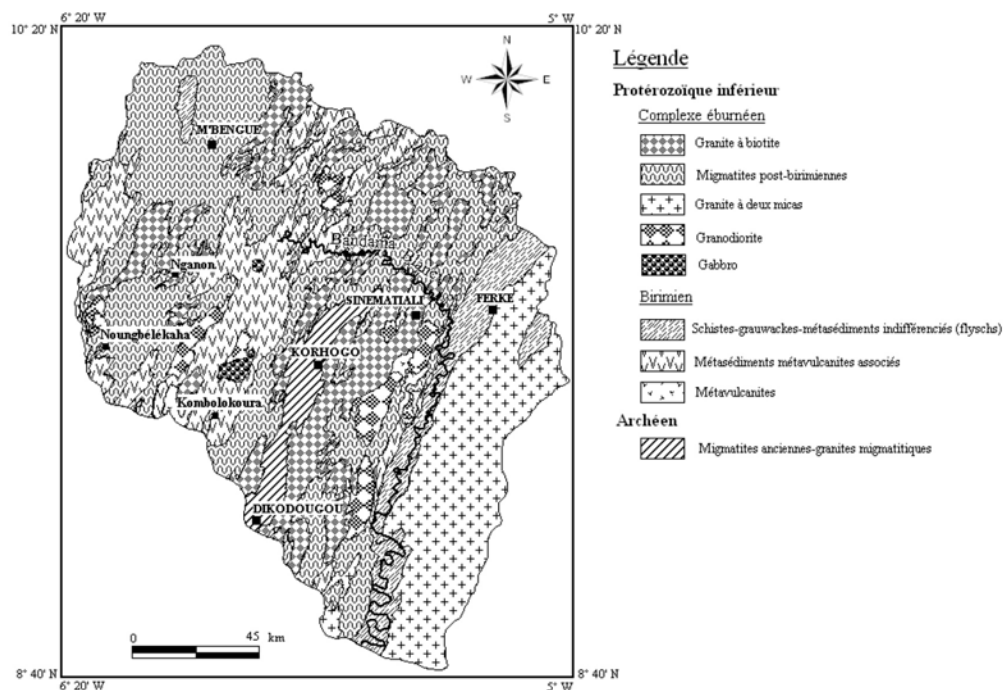 6° 20' W
5° W
10° 20' N
10° 20' N
N
W
E
S
M'BENGUE
Bandama
Nganon
SINEMATIALI
FERKE
Noungbélékaha
KORHOGO
Kombolokoura
DIKODOUGOU
0
45
km
8° 40' N
8° 40' N
6° 20' W
5° W
Légende
Protérozoïque inférieur
Complexe éburnéen
Granite à biotite
Migmatites post-birimiennes
Granite à deux micas
Granodiorite
Gabbro
Birimien
Schistes-grauwackes-métasédiments indifférenciés (flyschs)
Métasédiments métavulcanites associés
Métavulcanites
Archéen
Migmatites anciennes-granites migmatitiques